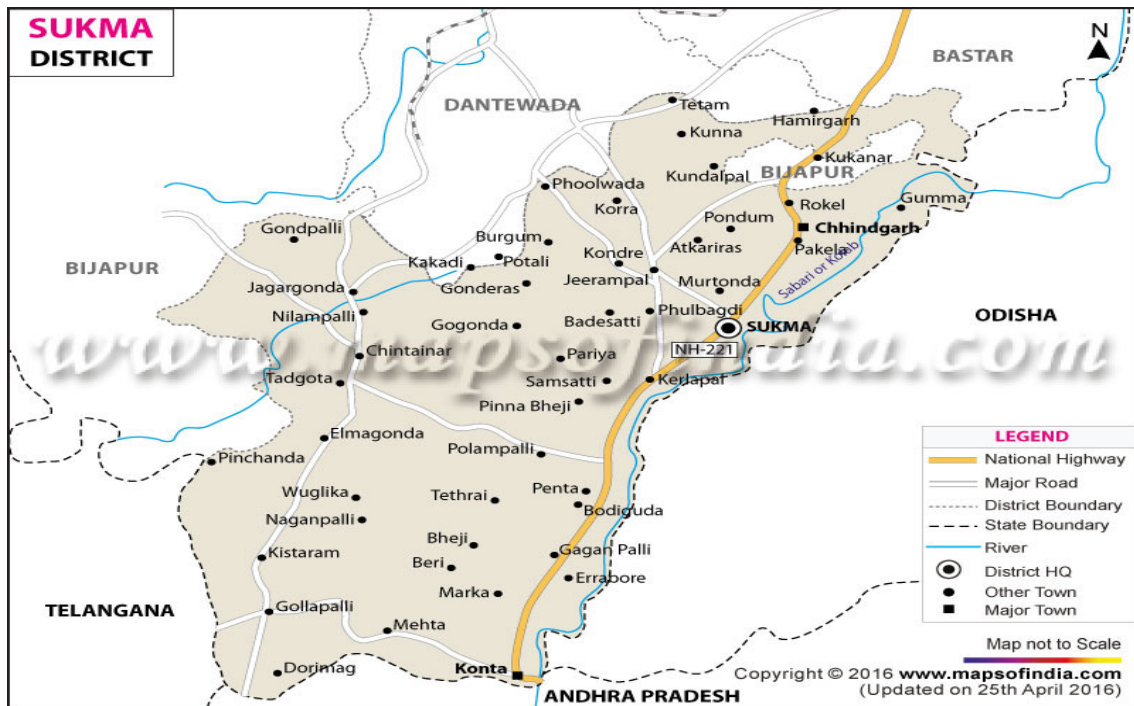 SUKMA
DISTRICT
N
BASTAR
DANTEWADA
Tetam
Hamirgarh
Kunna
Kukanar
Kundalpal
BIJAPUR
Phoolwada
Korra
Rokel
Gumma
Pondum
Chhindgarh
Gondpalli
Burgum
Atkariras
Pakela
Kondre
BIJAPUR
Kakadi
Potali
Jeerampal
Sabari or Kolab
Jagargonda
Gonderas
Murtonda
Nilampalli
Badesatti
Phulbagdi
ODISHA
Gogonda
SUKMA
www.mapsofindia.com
NH-221
Chintainar
Pariya
Tadgota
Samsatti
Kerlapal
Pinna Bheji
Elmagonda
Polampalli
Pinchanda
Penta
Wuglika
Tethrai
Bodiguda
Naganpalli
Bheji
Kistaram
Gagan Palli
Beri
Errabore
Marka
TELANGANA
Gollapalli
Mehta
Dorimag
Konta
ANDHRA PRADESH
LEGEND
National Highway
Major Road
District Boundary
State Boundary
River
District HQ
Other Town
Major Town
Map not to Scale
Copyright © 2016 www.mapsofindia.com
(Updated on 25th April 2016)